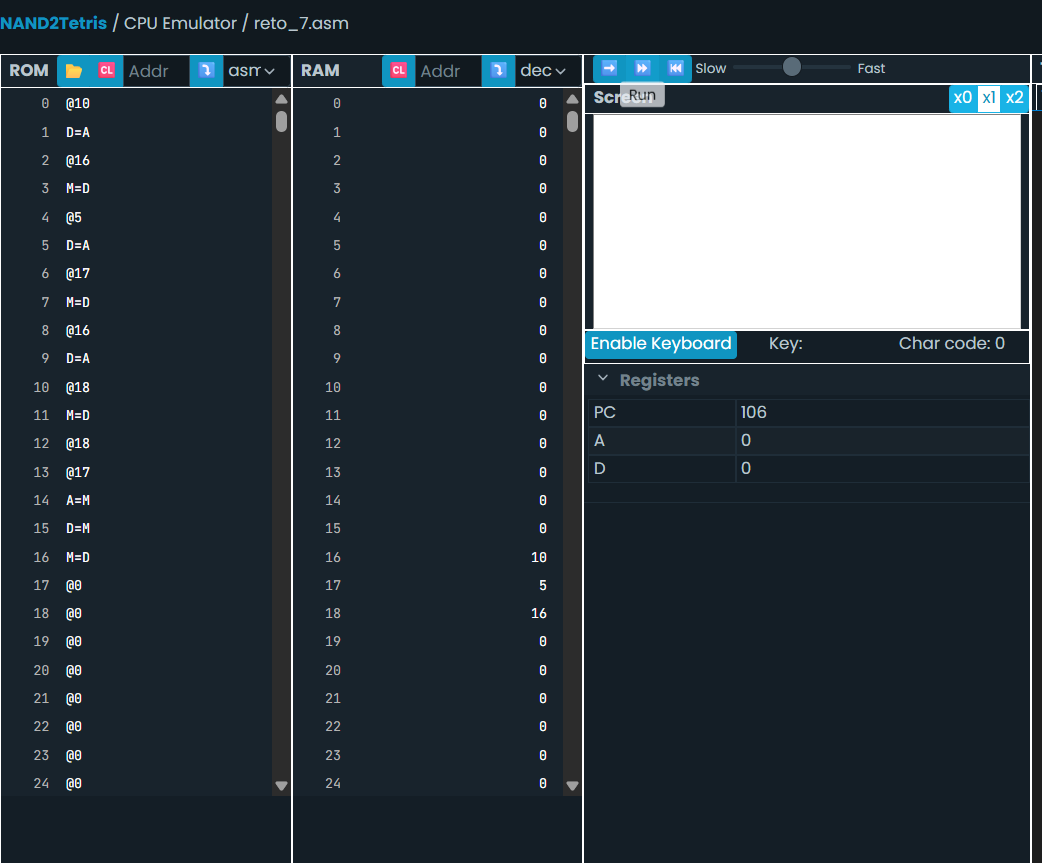 NAND2Tetris / CPU Emulator / reto_7.asm
ROM CL Addr asm
RAM CL Addr dec
Slow Fast
Run
x0 x1 x2
0 @10
1 D=A
2 @16
3 M=D
4 @5
5 D=A
6 @17
7 M=D
8 @16
9 D=A
10 @18
11 M=D
12 @18
13 @17
14 A=M
15 D=M
16 M=D
17 @0
18 @0
19 @0
20 @0
21 @0
22 @0
23 @0
24 @0
0 0
1 0
2 0
3 0
4 0
5 0
6 0
7 0
8 0
9 0
10 0
11 0
12 0
13 0
14 0
15 0
16 10
17 5
18 16
19 0
20 0
21 0
22 0
23 0
24 0
Enable Keyboard Key: Char code: 0
Registers
PC 106
A 0
D 0